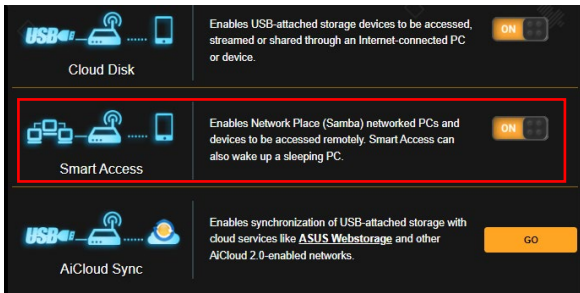 USB
Cloud Disk
Enables USB-attached storage devices to be accessed,
streamed or shared through an Internet-connected PC
or device.
ON
Smart Access
Enables Network Place (Samba) networked PCs and
devices to be accessed remotely. Smart Access can
also wake up a sleeping PC.
ON
USB
AiCloud Sync
Enables synchronization of USB-attached storage with
cloud services like ASUS Webstorage and other
AiCloud 2.0-enabled networks.
GO